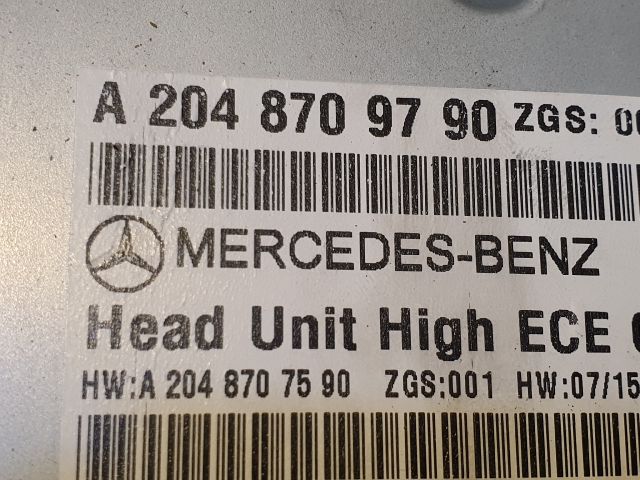 A 204 870 97 90 ZGS: 00
MERCEDES-BENZ
Head Unit High ECE
HW:A 204 870 75 90 ZGS:001 HW:07/15